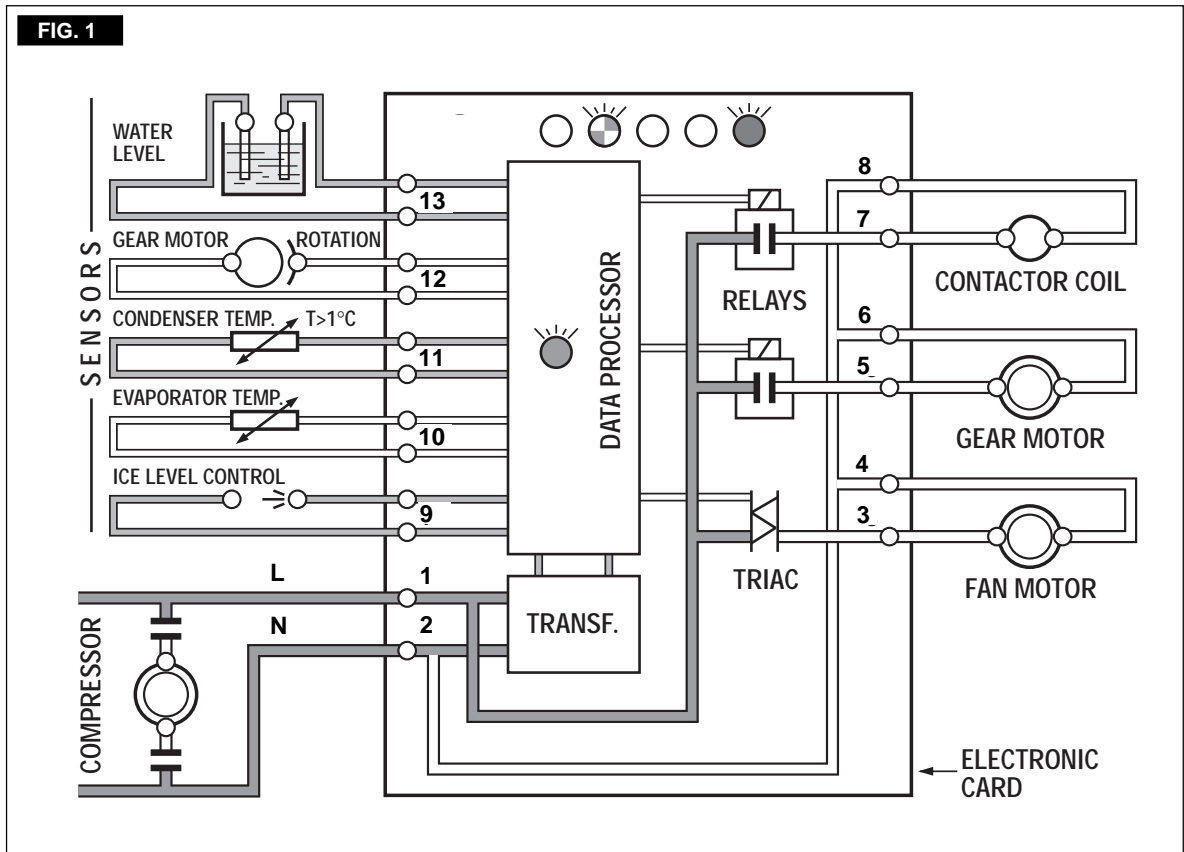 FIG. 1
WATER
LEVEL
13
GEAR MOTOR ROTATION
12
CONDENSER TEMP. T>1°C
11
EVAPORATOR TEMP.
10
ICE LEVEL CONTROL
9
SENSORS
L 1
N 2
COMPRESSOR
DATA PROCESSOR
TRANSF.
RELAYS
TRIAC
8
7
CONTACTOR COIL
6
5
GEAR MOTOR
4
3
FAN MOTOR
ELECTRONIC
CARD